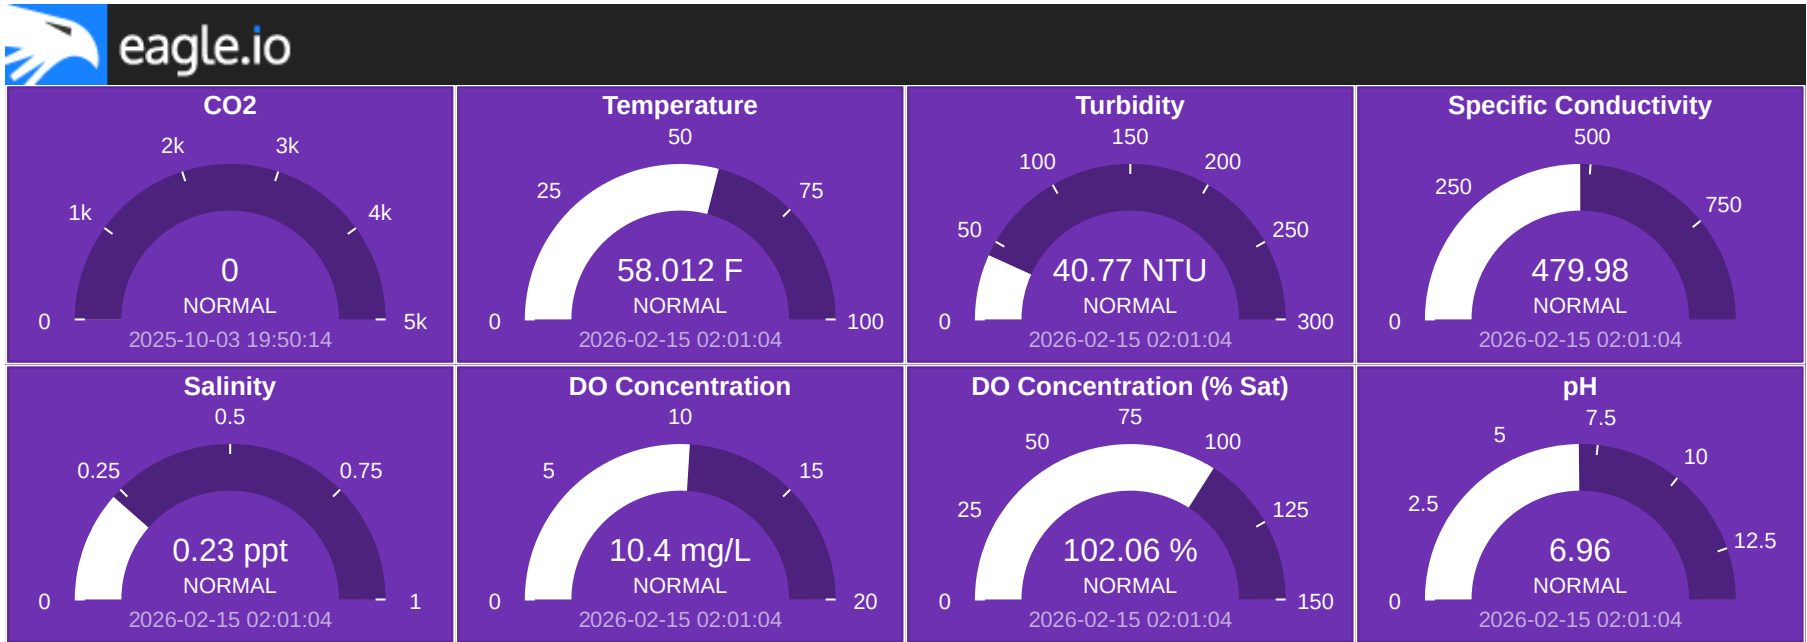 eagle.io
CO2
0
1k
2k
3k
4k
5k
0
NORMAL
2025-10-03 19:50:14
Temperature
0
25
50
75
100
58.012 F
NORMAL
2026-02-15 02:01:04
Turbidity
0
50
100
150
200
250
300
40.77 NTU
NORMAL
2026-02-15 02:01:04
Specific Conductivity
0
250
500
750
479.98
NORMAL
2026-02-15 02:01:04
Salinity
0
0.25
0.5
0.75
1
0.23 ppt
NORMAL
2026-02-15 02:01:04
DO Concentration
0
5
10
15
20
10.4 mg/L
NORMAL
2026-02-15 02:01:04
DO Concentration (% Sat)
0
25
50
75
100
125
150
102.06 %
NORMAL
2026-02-15 02:01:04
pH
0
2.5
5
7.5
10
12.5
6.96
NORMAL
2026-02-15 02:01:04